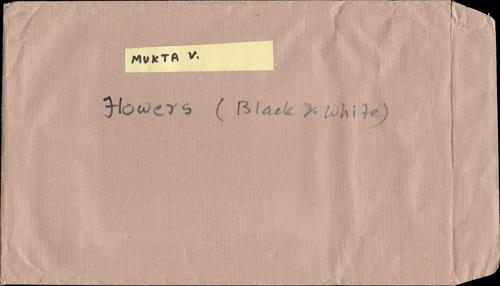 MUKTA V.
Flowers (Black & White)